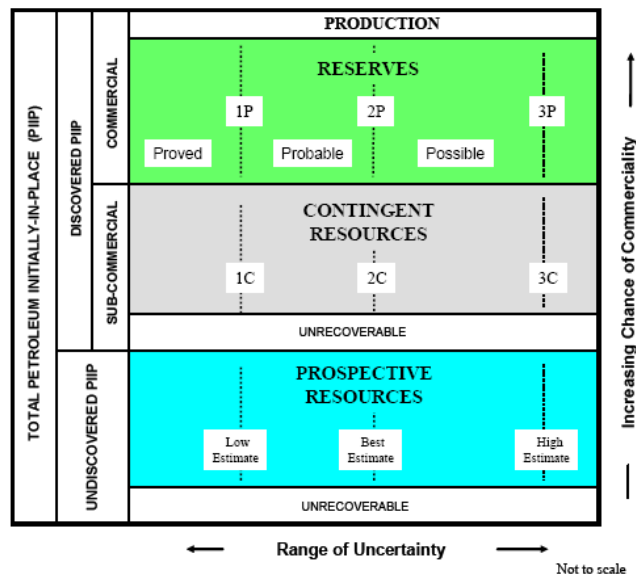 TOTAL PETROLEUM INITIALLY-IN-PLACE (PIIP)
DISCOVERED PIIP
COMMERCIAL
PRODUCTION
RESERVES
1P
2P
3P
Proved
Probable
Possible
SUB-COMMERCIAL
CONTINGENT
RESOURCES
1C
2C
3C
UNRECOVERABLE
UNDISCOVERED PIIP
PROSPECTIVE
RESOURCES
Low
Estimate
Best
Estimate
High
Estimate
UNRECOVERABLE
Increasing Chance of Commerciality
Range of Uncertainty
Not to scale